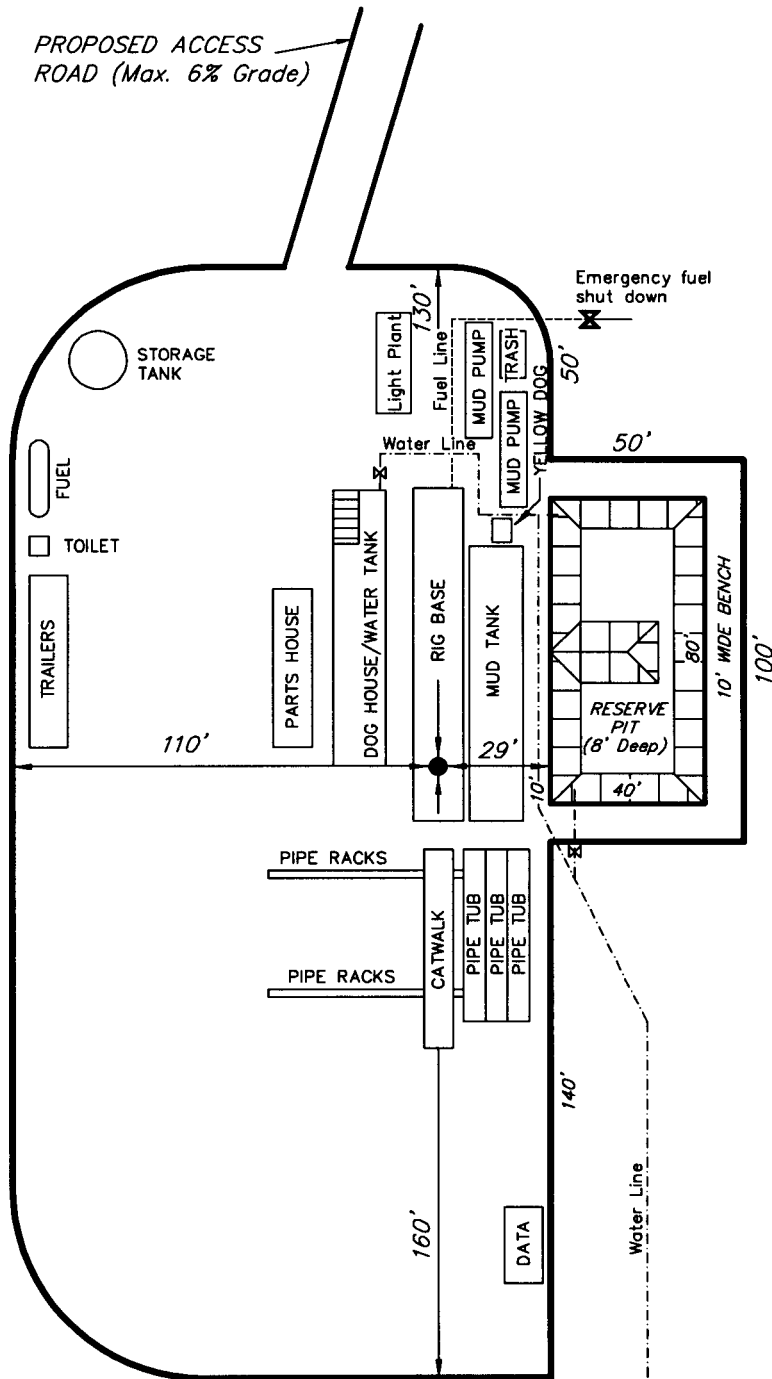 PROPOSED ACCESS
ROAD (Max. 6% Grade)
Emergency fuel
shut down
130'
Light Plant
Fuel Line
MUD PUMP
TRASH
50'
STORAGE
TANK
MUD PUMP
YELLOW DOG
Water Line
50'
FUEL
TOILET
TRAILERS
PARTS HOUSE
DOG HOUSE/WATER TANK
RIG BASE
MUD TANK
80'
10' WIDE BENCH
100'
RESERVE
PIT
(8' Deep)
110'
29'
10'
40'
PIPE RACKS
CATWALK
PIPE TUB
PIPE TUB
PIPE TUB
PIPE RACKS
140'
160'
DATA
Water Line